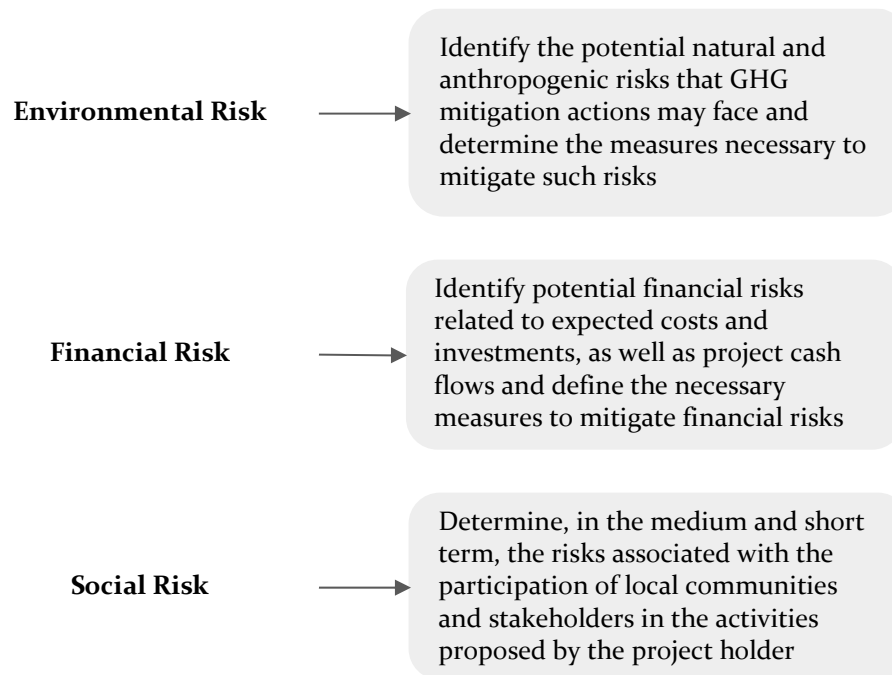 Environmental Risk
Identify the potential natural and
anthropogenic risks that GHG
mitigation actions may face and
determine the measures necessary to
mitigate such risks
Financial Risk
Identify potential financial risks
related to expected costs and
investments, as well as project cash
flows and define the necessary
measures to mitigate financial risks
Social Risk
Determine, in the medium and short
term, the risks associated with the
participation of local communities
and stakeholders in the activities
proposed by the project holder